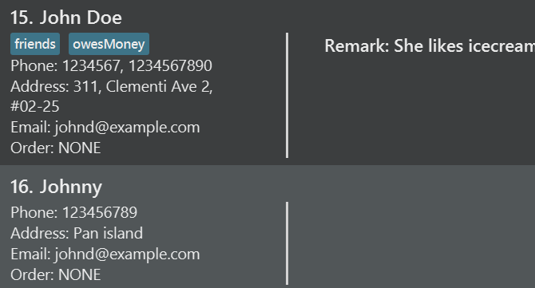 15. John Doe
friends owesMoney
Phone: 1234567, 1234567890
Remark: She likes icecream
Address: 311, Clementi Ave 2,
#02-25
Email: johnd@example.com
Order: NONE
16. Johnny
Phone: 123456789
Address: Pan island
Email: johnd@example.com
Order: NONE